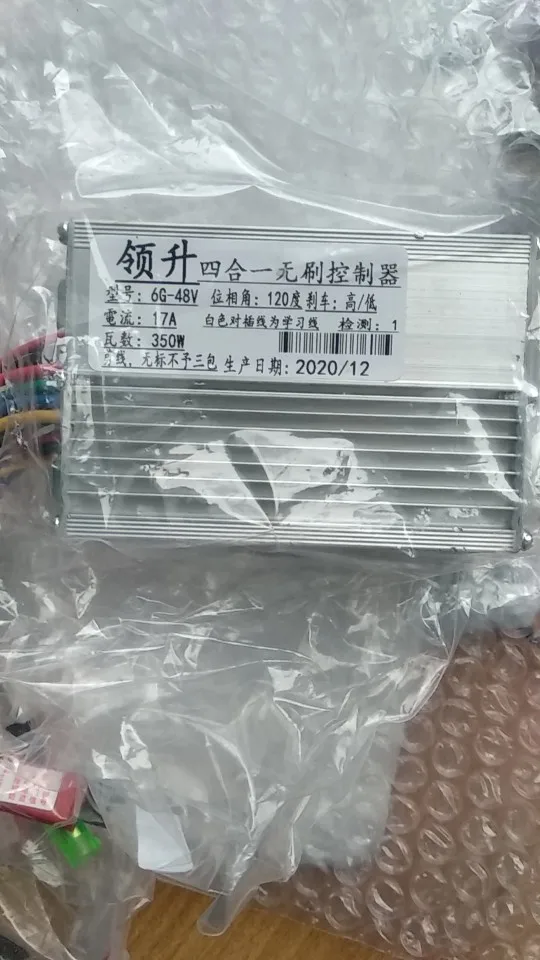 领升 四合一无刷控制器
型号: 6G-48V 位相角: 120度 刹车: 高/低
電流: 17A 白色对插线为学习线 检测: 1
瓦数: 350W
线, 无标不予三包 生产日期: 2020/12